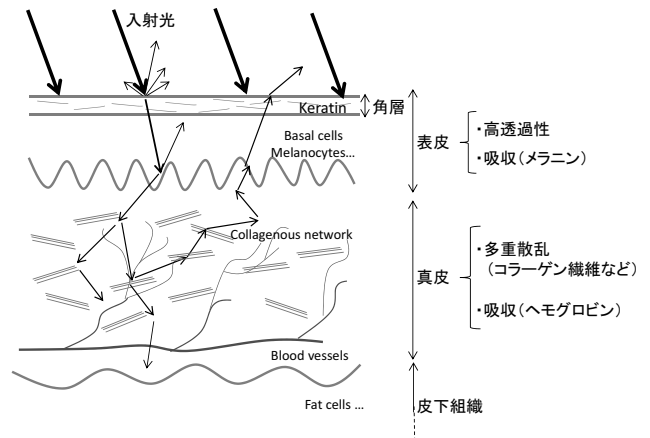 入射光
Keratin
角層
Basal cells
Melanocytes...
表皮
・高透過性
・吸収(メラニン)
Collagenous network
真皮
・多重散乱
(コラーゲン繊維など)
・吸収(ヘモグロビン)
Blood vessels
Fat cells ...
皮下組織